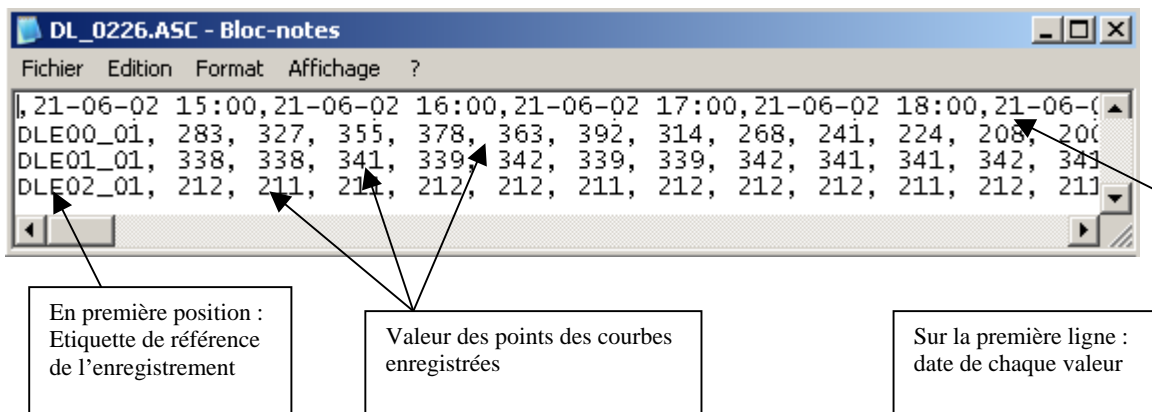 DL_0226.ASC - Bloc-notes
Fichier Edition Format Affichage ?
,21-06-02 15:00,21-06-02 16:00,21-06-02 17:00,21-06-02 18:00,21-06-
DLE00_01, 283, 327, 355, 378, 363, 392, 314, 268, 241, 224, 208, 200
DLE01_01, 338, 338, 341, 339, 342, 339, 339, 342, 341, 341, 342, 341
DLE02_01, 212, 211, 211, 212, 212, 211, 212, 212, 212, 211, 212, 211
En première position :
Etiquette de référence
de l'enregistrement
Valeur des points des courbes
enregistrées
Sur la première ligne :
date de chaque valeur